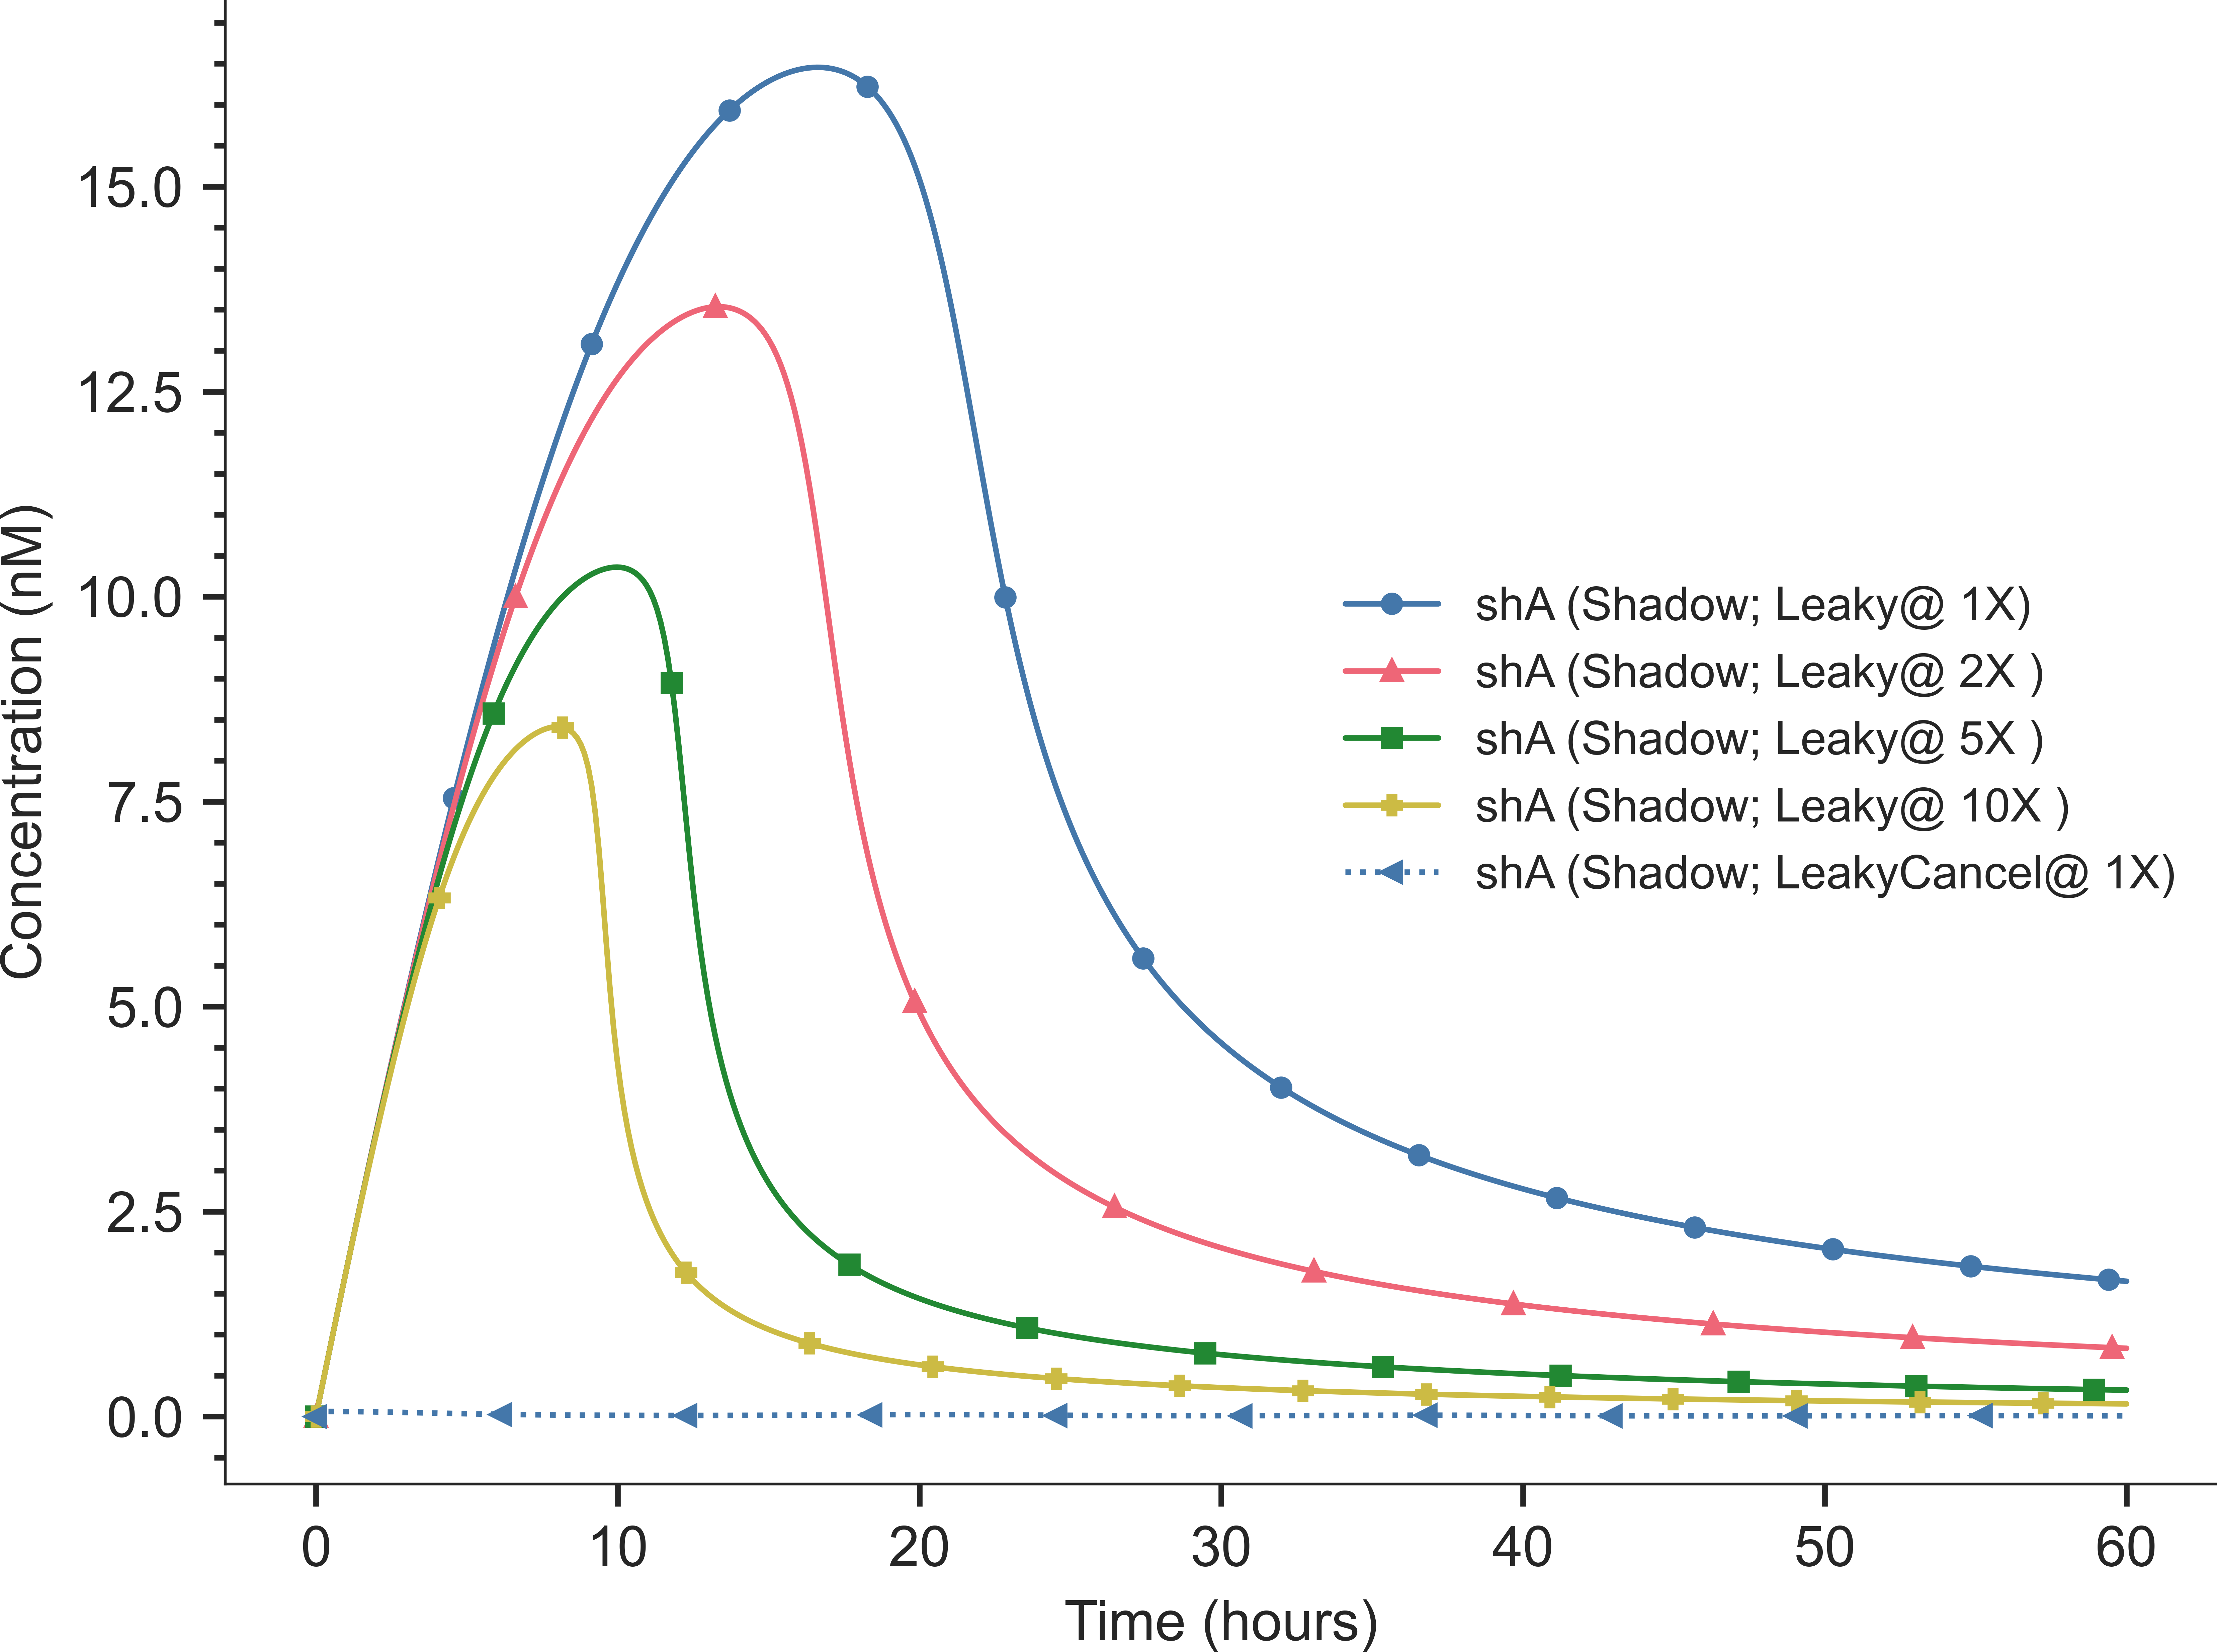 Concentration (nM)
15.0
12.5
10.0
7.5
5.0
2.5
0.0
shA (Shadow; Leaky@ 1X)
shA (Shadow; Leaky@ 2X )
shA (Shadow; Leaky@ 5X )
shA (Shadow; Leaky@ 10X )
shA (Shadow; LeakyCancel@ 1X)
0 10 20 30 40 50 60
Time (hours)